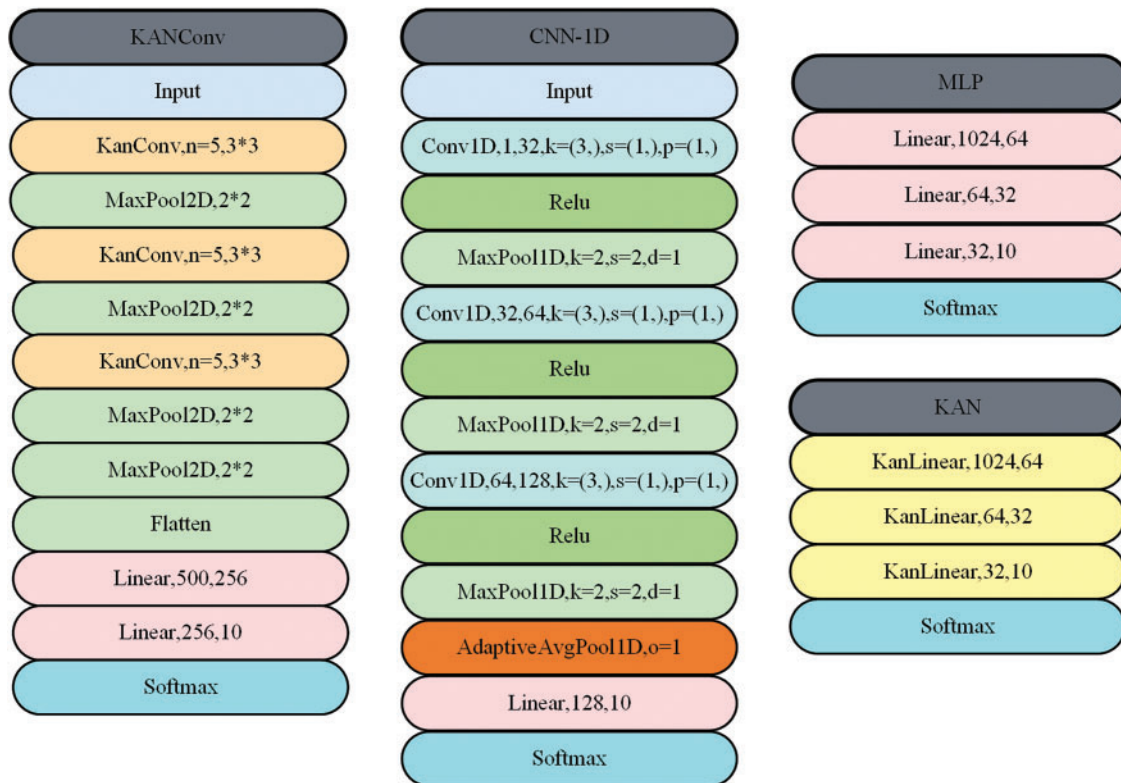 KANConv
Input
KanConv,n=5,3*3
MaxPool2D,2*2
KanConv,n=5,3*3
MaxPool2D,2*2
KanConv,n=5,3*3
MaxPool2D,2*2
MaxPool2D,2*2
Flatten
Linear,500,256
Linear,256,10
Softmax
CNN-1D
Input
Conv1D,1,32,k=(3,),s=(1,),p=(1,)
Relu
MaxPool1D,k=2,s=2,d=1
Conv1D,32,64,k=(3,),s=(1,),p=(1,)
Relu
MaxPool1D,k=2,s=2,d=1
Conv1D,64,128,k=(3,),s=(1,),p=(1,)
Relu
MaxPool1D,k=2,s=2,d=1
AdaptiveAvgPool1D,o=1
Linear,128,10
Softmax
MLP
Linear,1024,64
Linear,64,32
Linear,32,10
Softmax
KAN
KanLinear,1024,64
KanLinear,64,32
KanLinear,32,10
Softmax